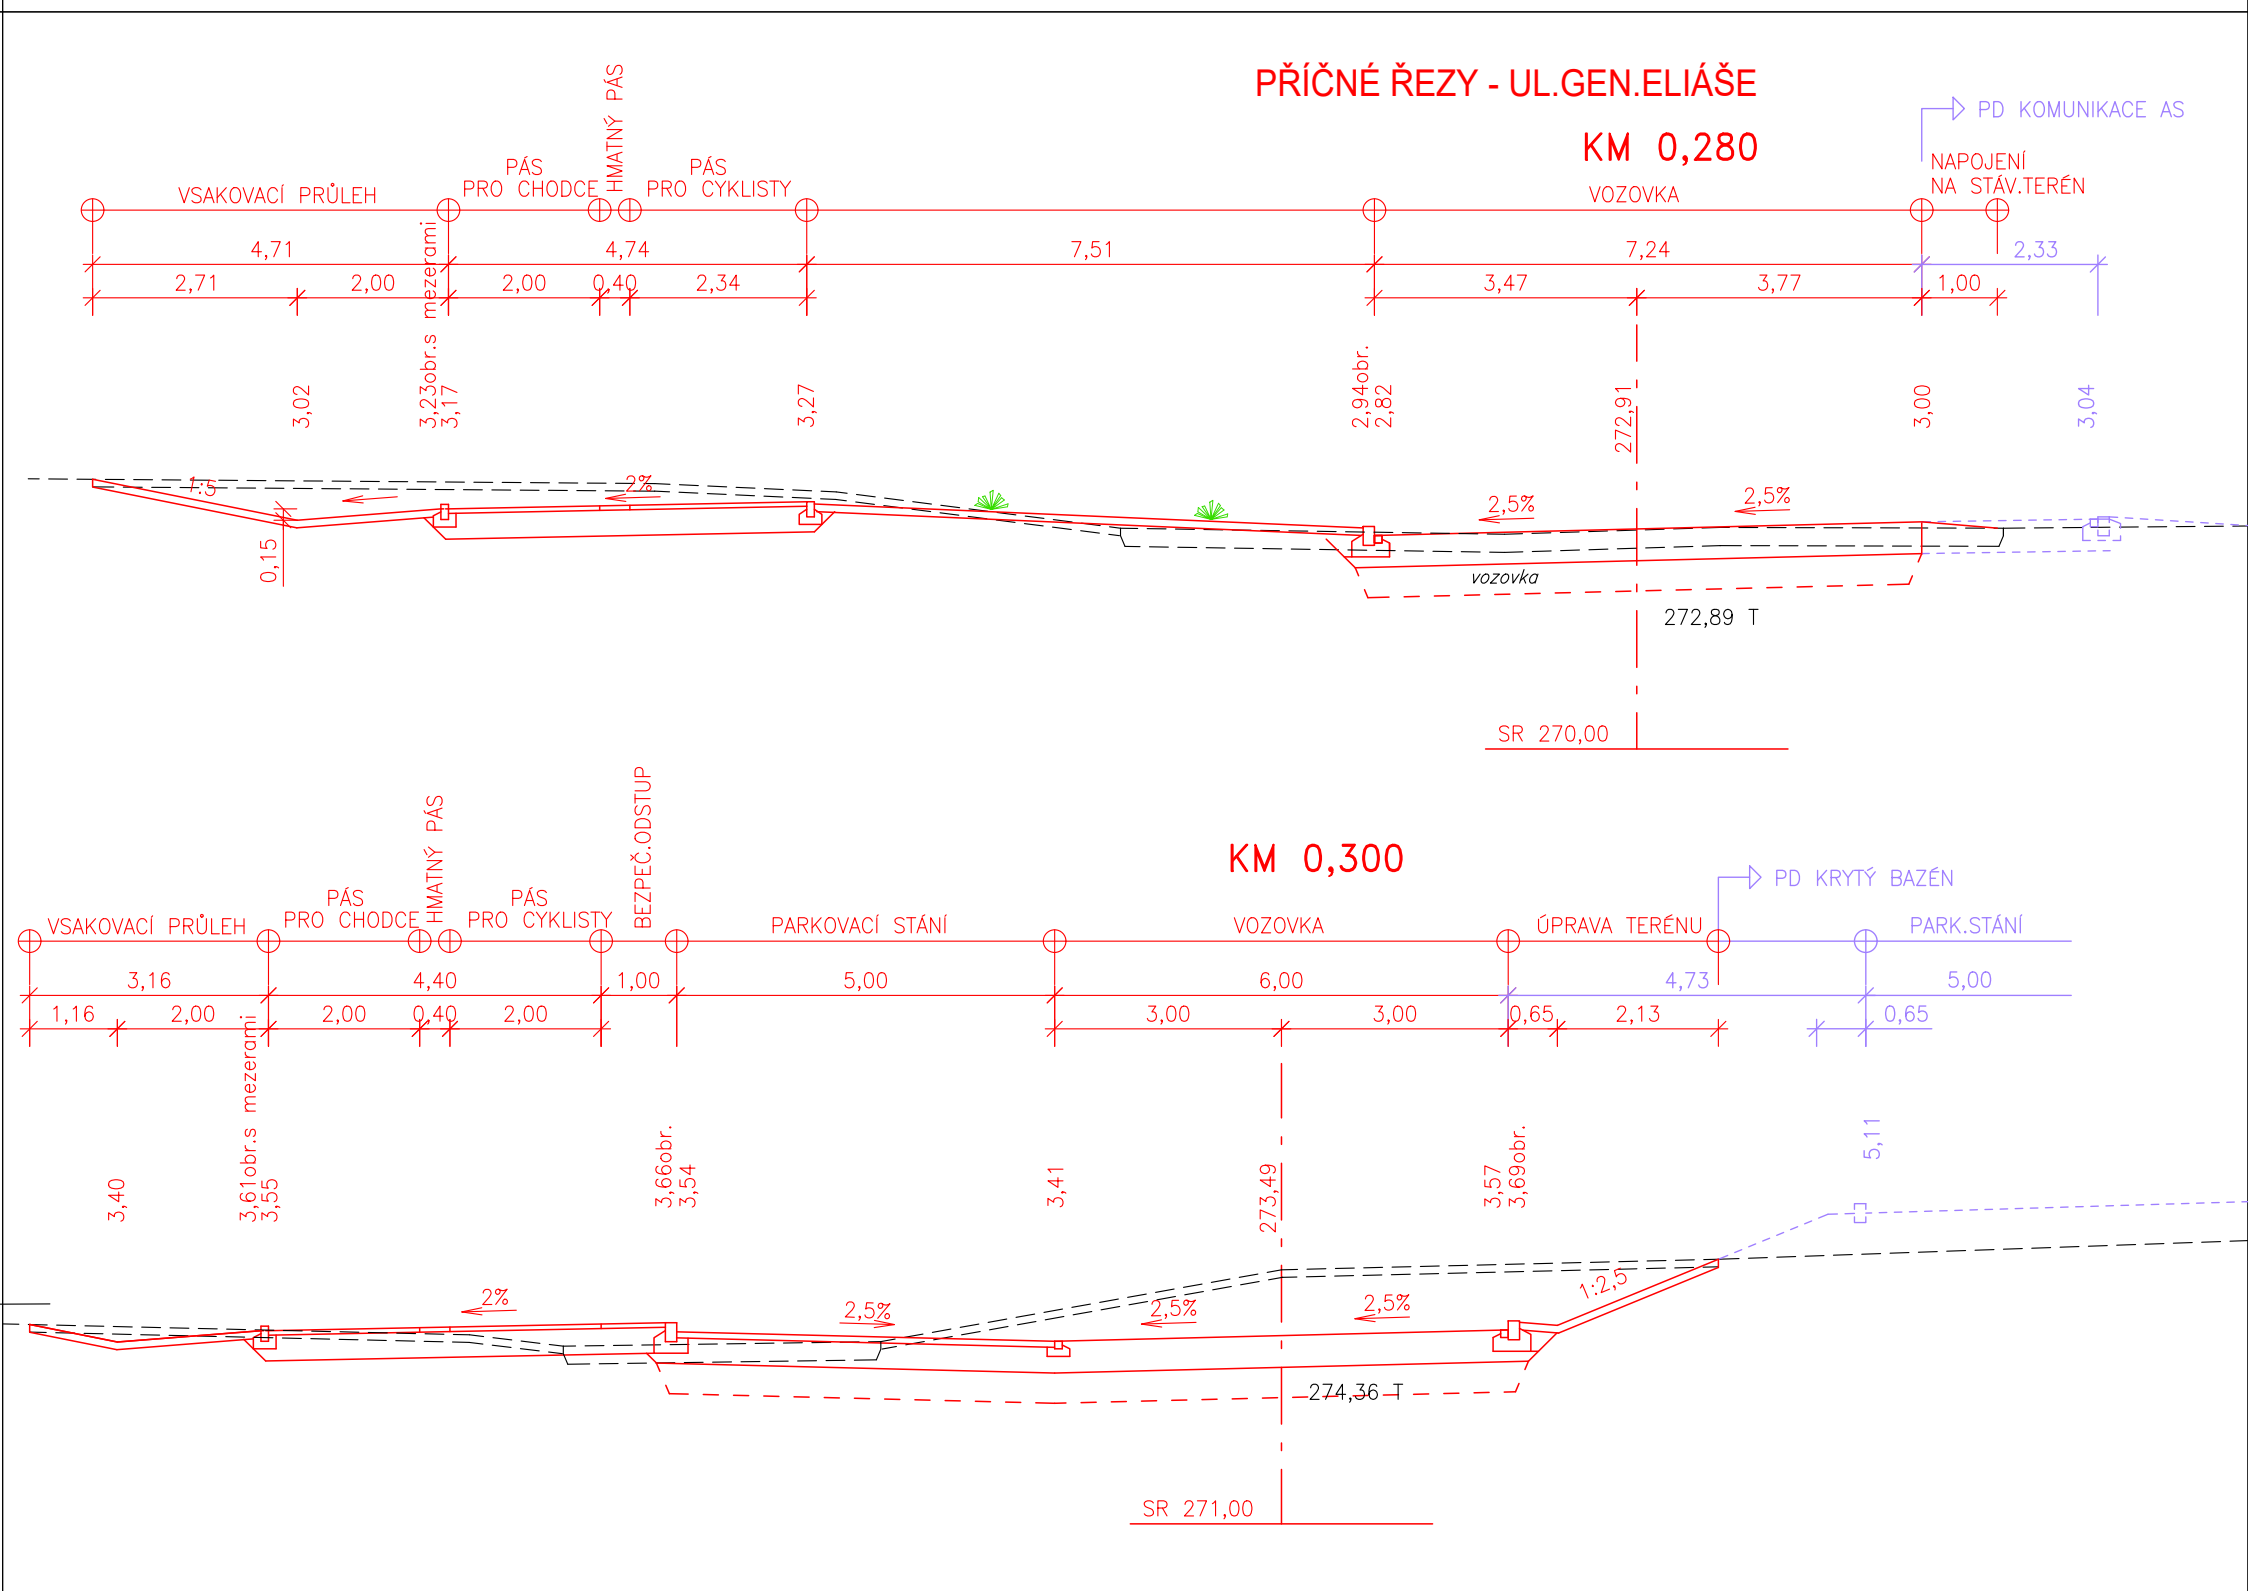 PŘÍČNÉ ŘEZY - UL.GEN.ELIÁŠE
KM 0,280
PD KOMUNIKACE AS
VSAKOVACÍ PRŮLEH
PÁS
PRO CHODCE
HMATNÝ PÁS
PÁS
PRO CYKLISTY
VOZOVKA
NAPOJENÍ
NA STÁV.TERÉN
4,71
4,74
7,51
7,24
2,33
2,71
2,00
2,00
0,40
2,34
3,47
3,77
1,00
3,02
3,23obr.s mezerami
3,17
3,27
2,94obr.
2,82
272,91
3,00
3,04
1:5
2%
2,5%
2,5%
0,15
vozovka
272,89 T
SR 270,00
KM 0,300
PD KRYTÝ BAZÉN
VSAKOVACÍ PRŮLEH
PÁS
PRO CHODCE
HMATNÝ PÁS
PÁS
PRO CYKLISTY
BEZPEČ.ODSTUP
PARKOVACÍ STÁNÍ
VOZOVKA
ÚPRAVA TERÉNU
PARK.STÁNÍ
3,16
4,40
1,00
5,00
6,00
4,73
5,00
1,16
2,00
2,00
0,40
2,00
3,00
3,00
0,65
2,13
0,65
3,40
3,61obr.s mezerami
3,55
3,66obr.
3,54
3,41
273,49
3,57
3,69obr.
5,11
2%
2,5%
2,5%
2,5%
1:2,5
274,36 T
SR 271,00